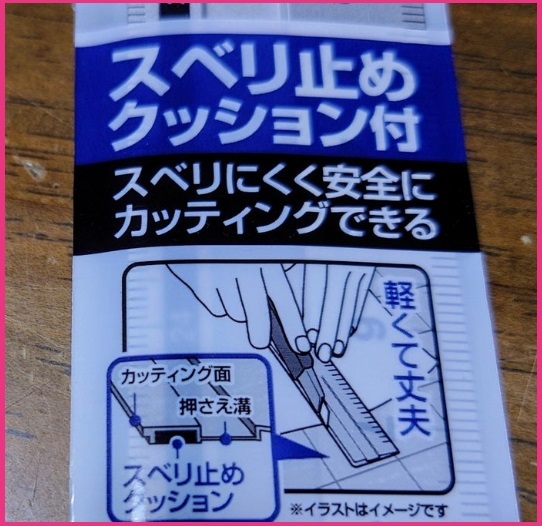 スベリ止め
クッション付
スベリにくく安全に
カッティングできる
軽くて丈夫
カッティング面
押さえ溝
スベリ止め
クッション
※イラストはイメージです